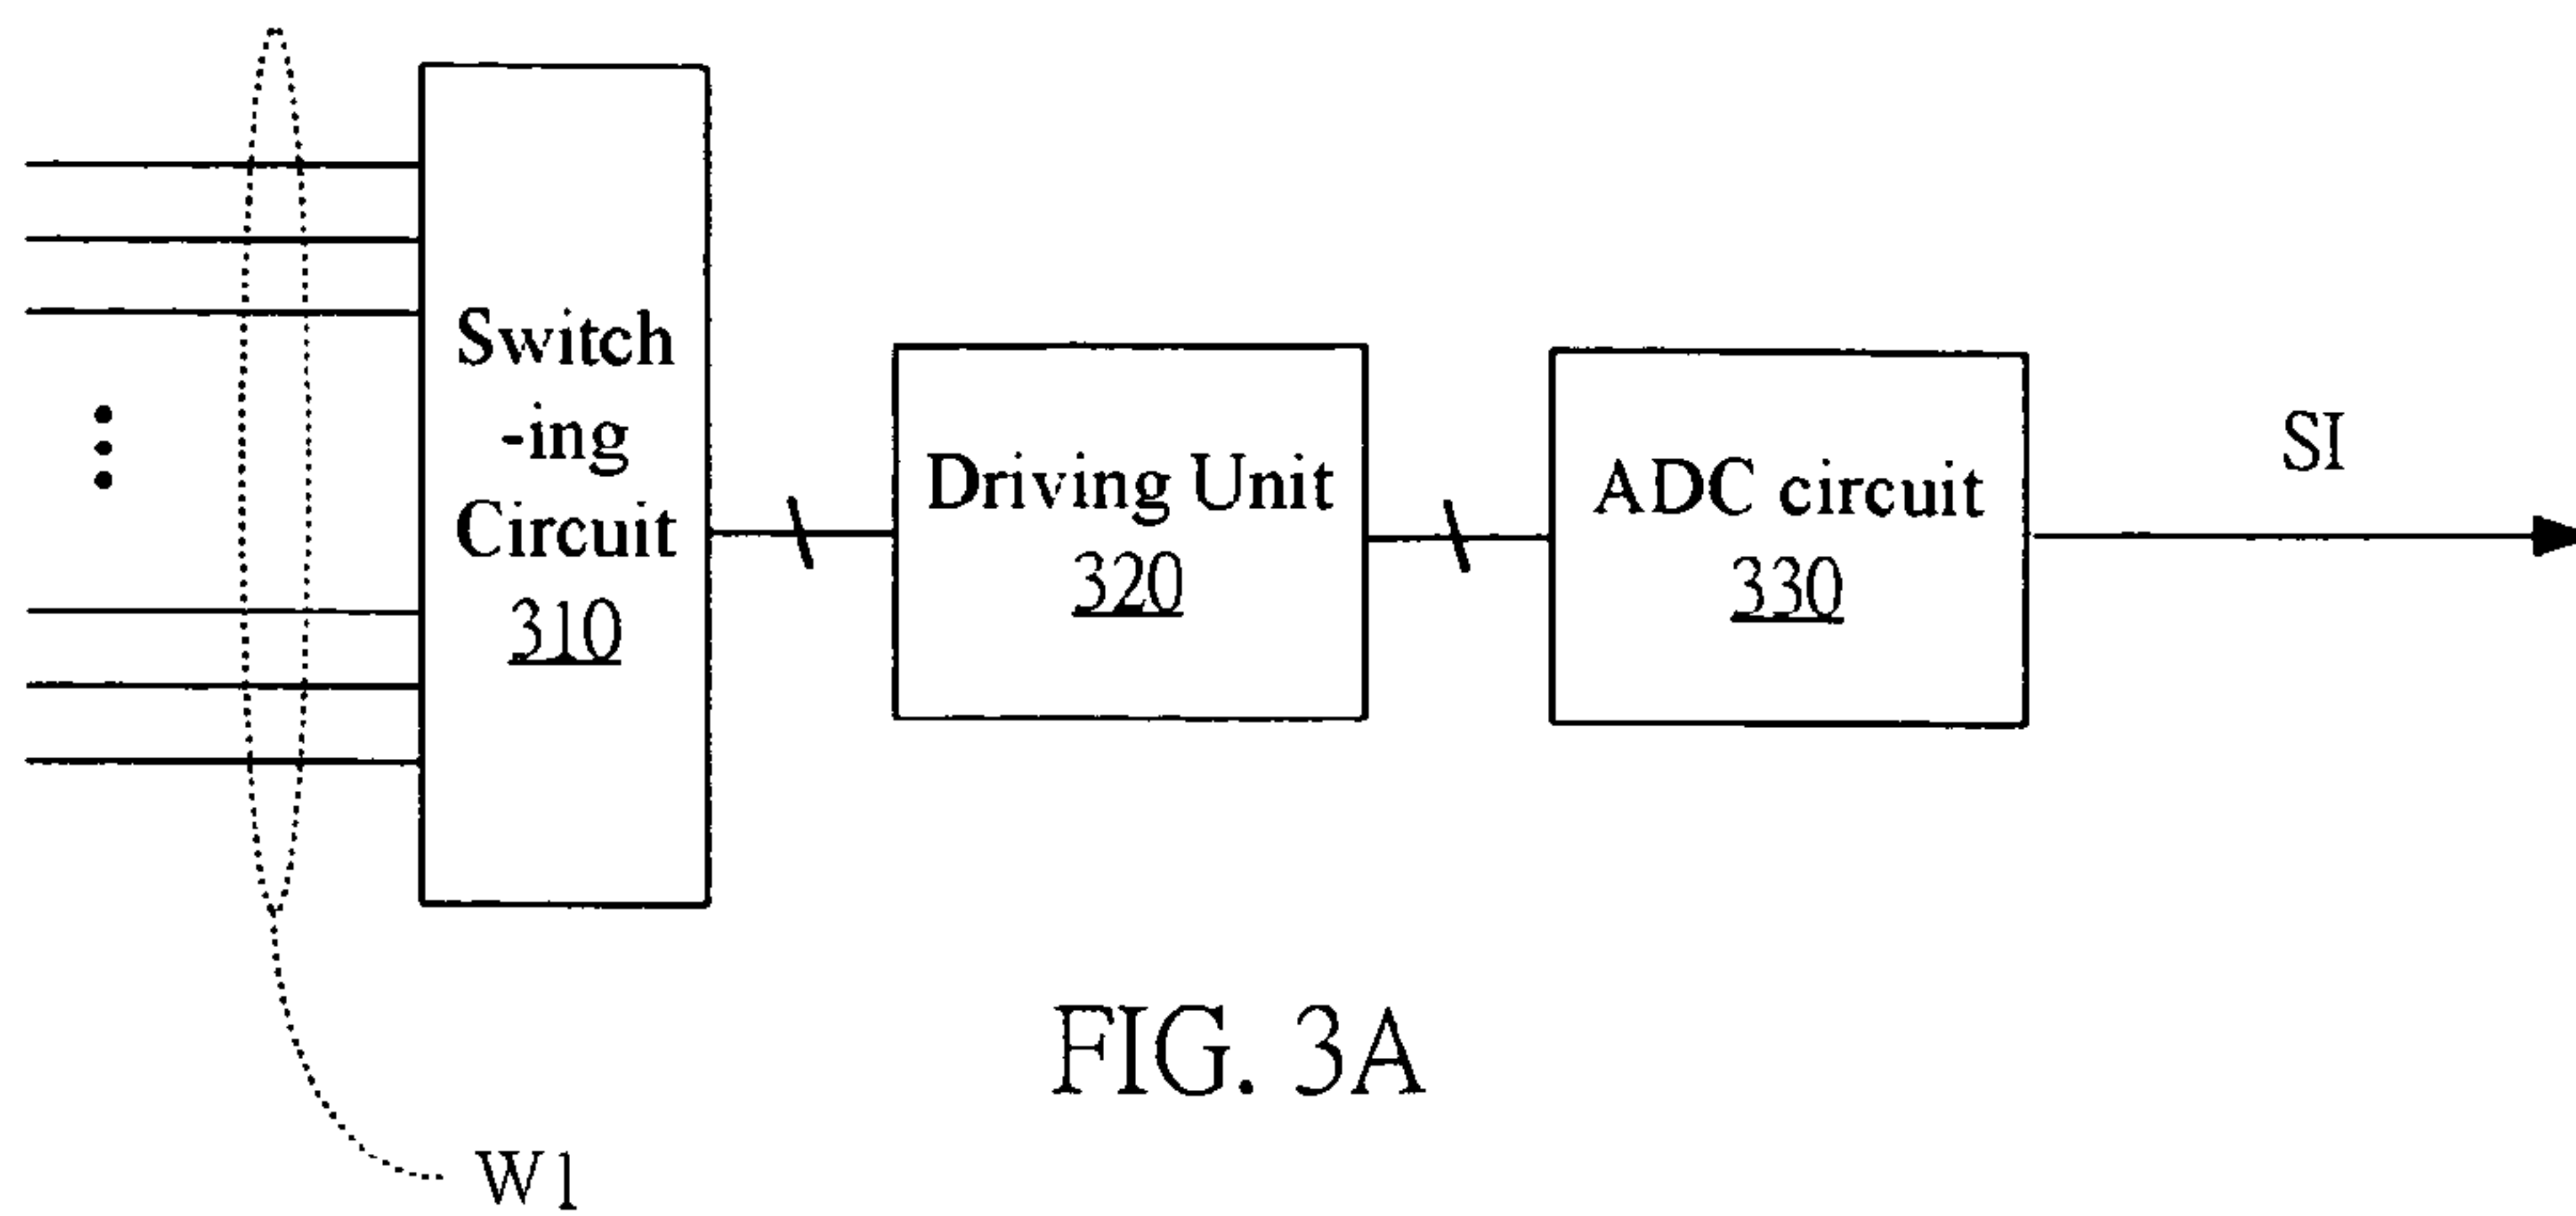 Switch
-ing
Circuit
310
Driving Unit
320
ADC circuit
330
SI
FIG. 3A
W1